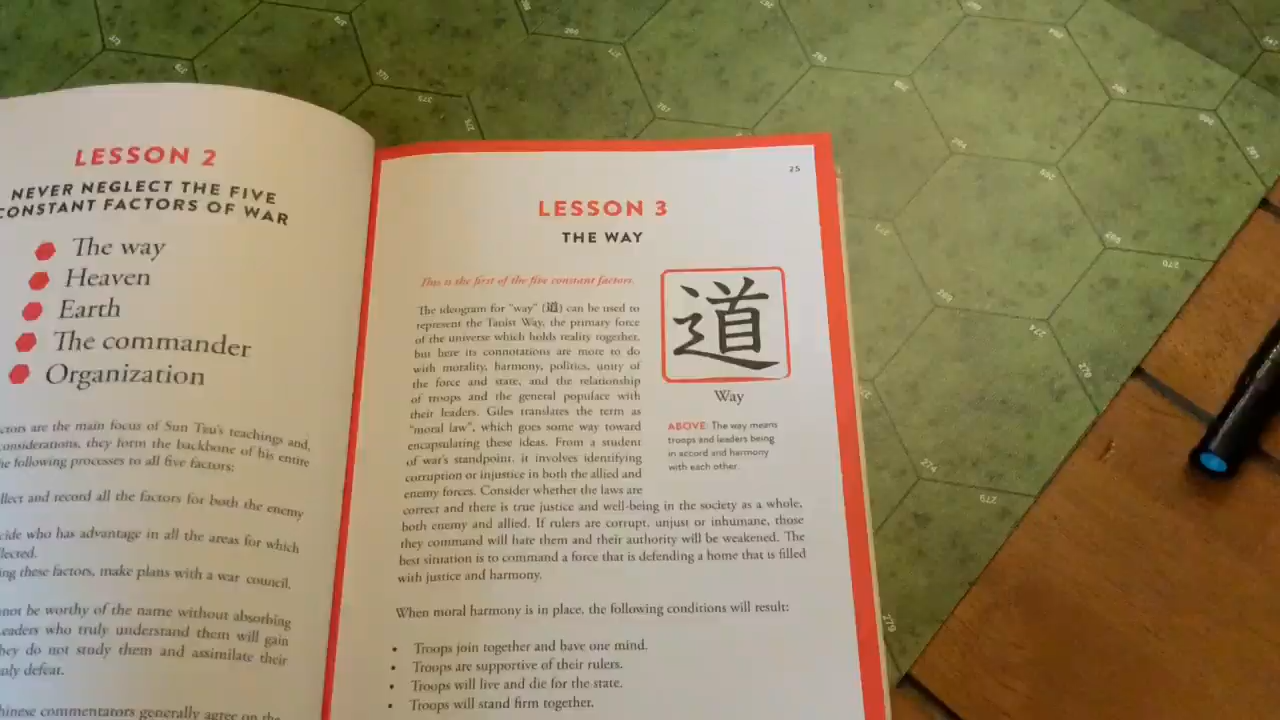 LESSON 2
NEVER NEGLECT THE FIVE
CONSTANT FACTORS OF WAR
The way
Heaven
Earth
The commander
Organization
are the main focus of Sun Tzu's teachings and,
considerations, they form the backbone of his entire
following processes to all five factors:
and record all the factors for both the enemy
who has advantage in all the areas for which
these factors, make plans with a war council.
not be worthy of the name without absorbing
who truly understand them will gain
do not study them and assimilate their
defeat.
commentators generally agree on the
25
LESSON 3
THE WAY
This is the first of the five constant factors.
The ideogram for "way" (道) can be used to
represent the Taoist Way, the primary force
of the universe which holds reality together,
but here its connotations are more to do
with morality, harmony, politics, unity of
the force and state, and the relationship
of troops and the general populace with
their leaders. Giles translates the term as
"moral law", which goes some way toward
encapsulating these ideas. From a student
of war's standpoint, it involves identifying
corruption or injustice in both the allied and
enemy forces. Consider whether the laws are
correct and there is true justice and well-being in the society as a whole,
both enemy and allied. If rulers are corrupt, unjust or inhumane, those
they command will hate them and their authority will be weakened. The
best situation is to command a force that is defending a home that is filled
with justice and harmony.
道
Way
ABOVE: The way means
troops and leaders being
in accord and harmony
with each other.
When moral harmony is in place, the following conditions will result:
• Troops join together and have one mind.
• Troops are supportive of their rulers.
• Troops will live and die for the state.
• Troops will stand firm together.
274
279
270
279